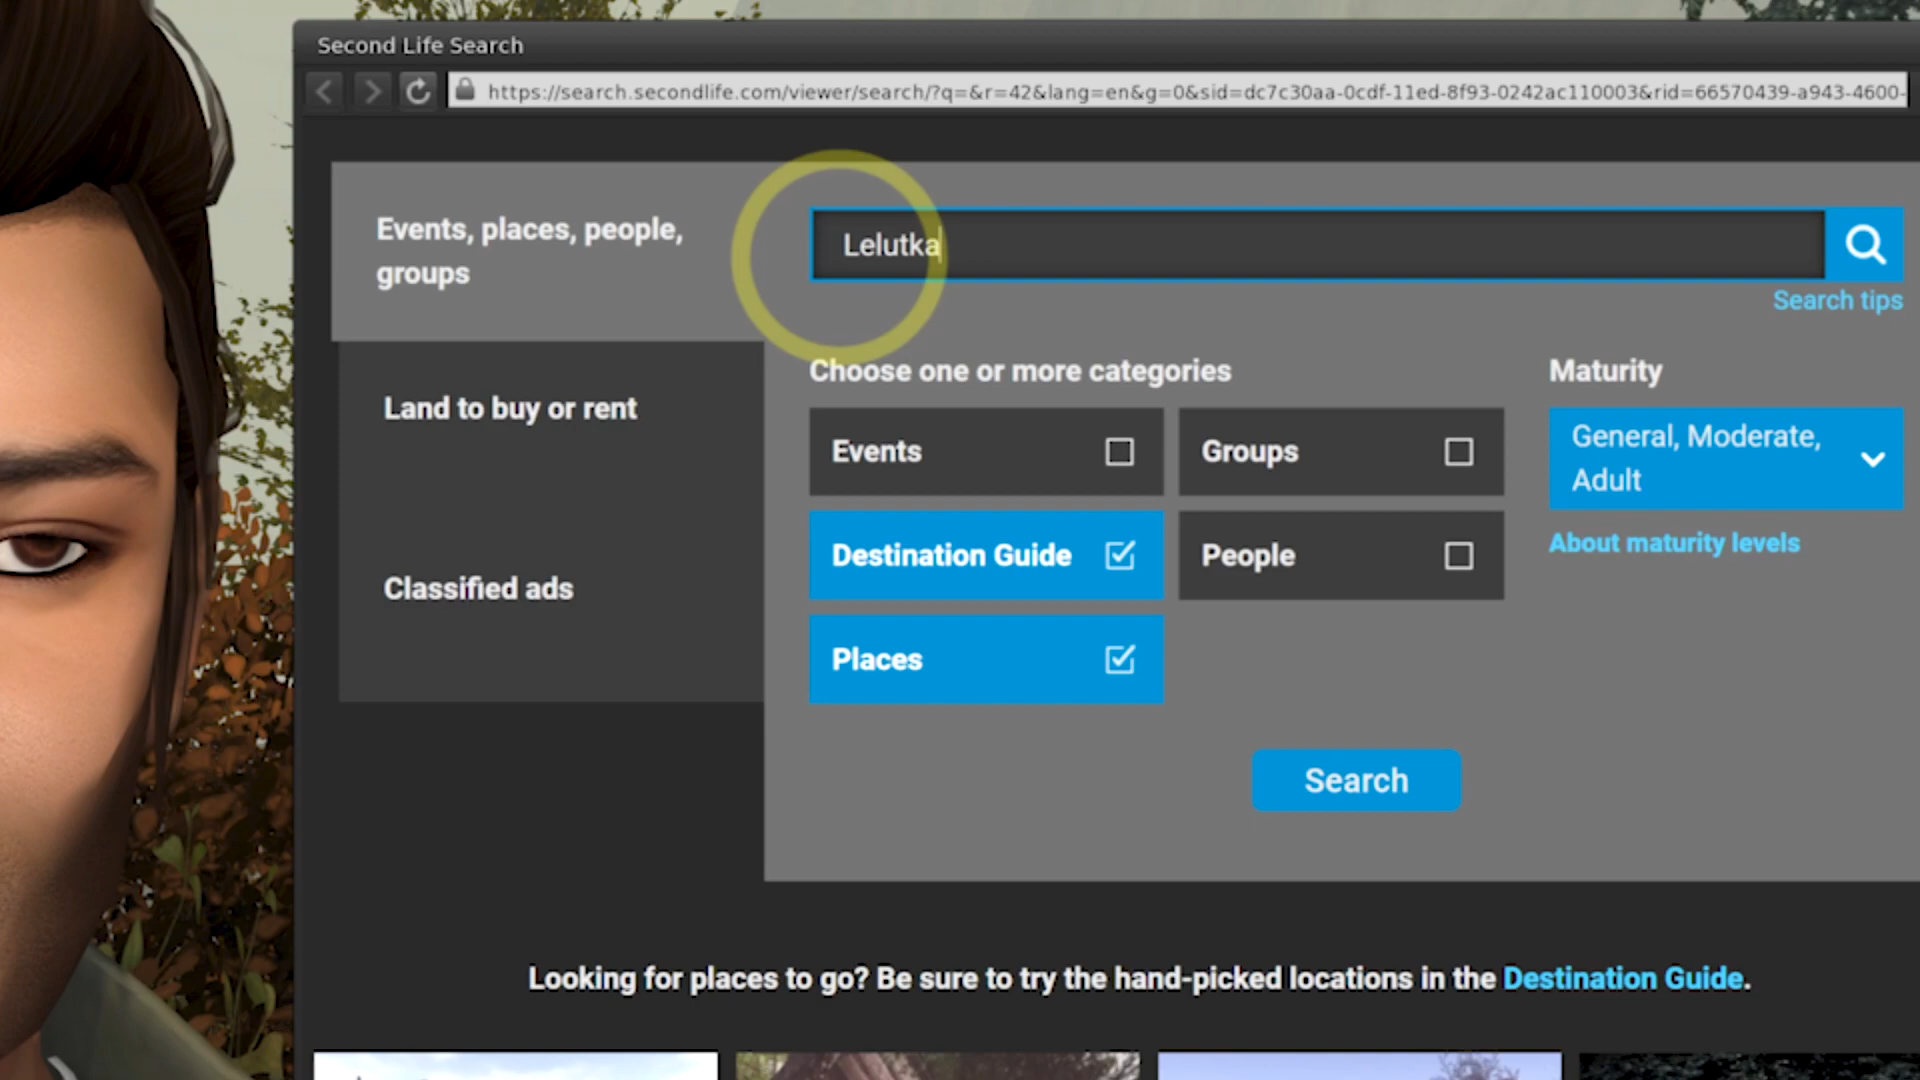 Second Life Search
https://search.secondlife.com/viewer/search/?q=&r=42&lang=en&g=0&sid=dc7c30aa-0cdf-11ed-8f93-0242ac110003&rid=66570439-a943-4600-
Events, places, people,
groups
Lelutka
Search tips
Land to buy or rent
Classified ads
Choose one or more categories
Maturity
Events
Groups
General, Moderate,
Adult
Destination Guide
People
About maturity levels
Places
Search
Looking for places to go? Be sure to try the hand-picked locations in the Destination Guide.